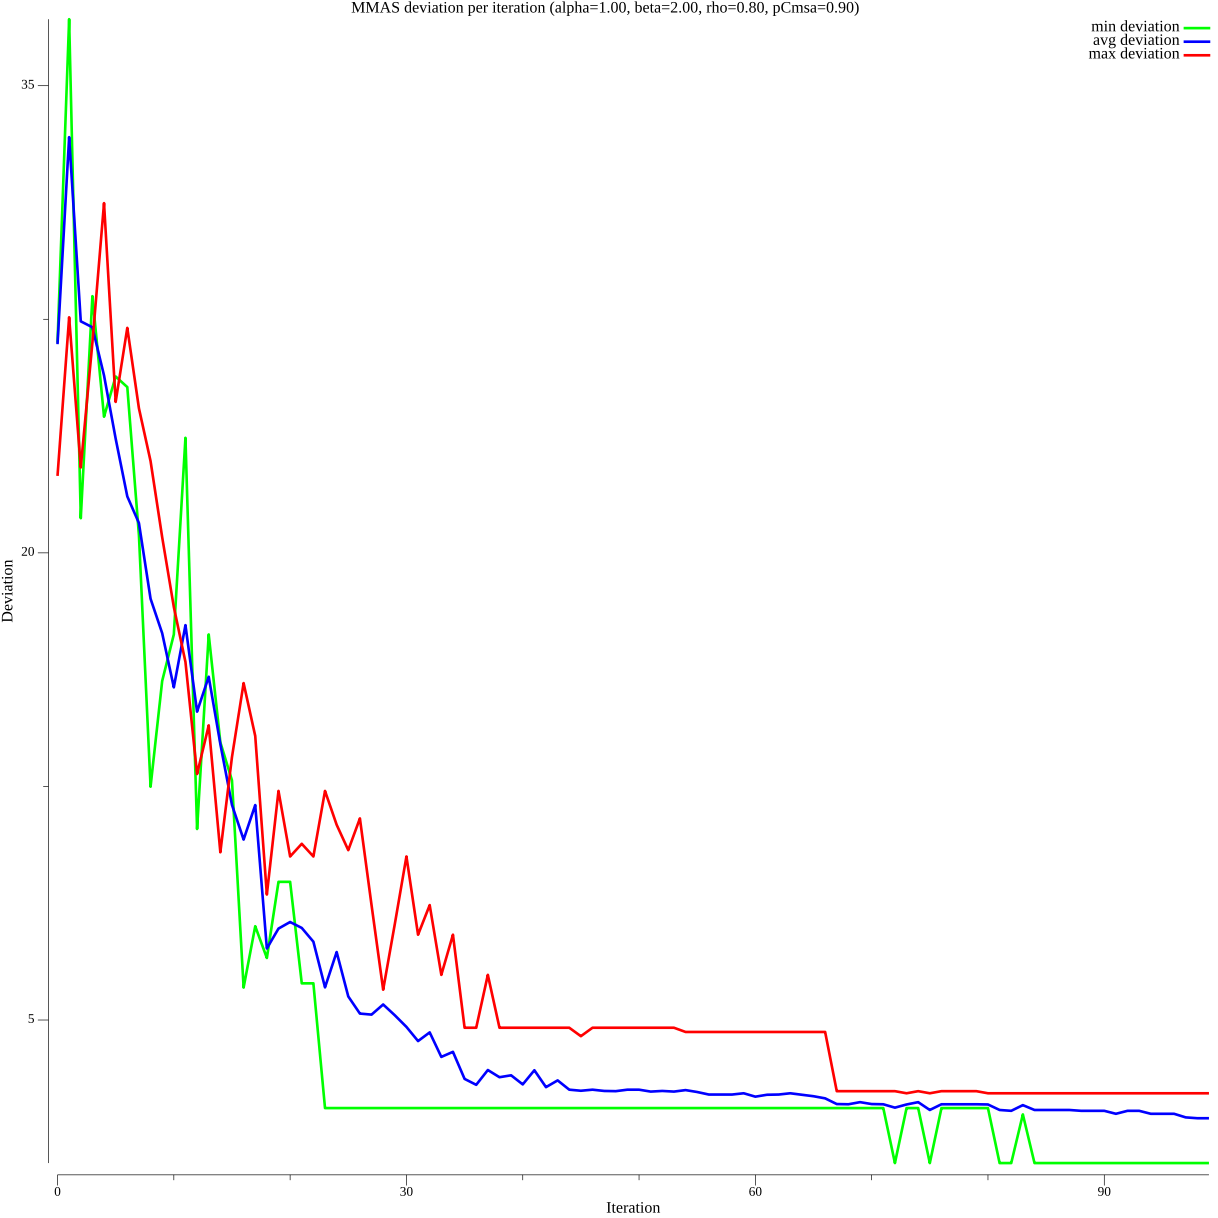 MMAS deviation per iteration (alpha=1.00, beta=2.00, rho=0.80, pCmsa=0.90)
min deviation
avg deviation
max deviation
35
20
5
Deviation
0
30
60
90
Iteration